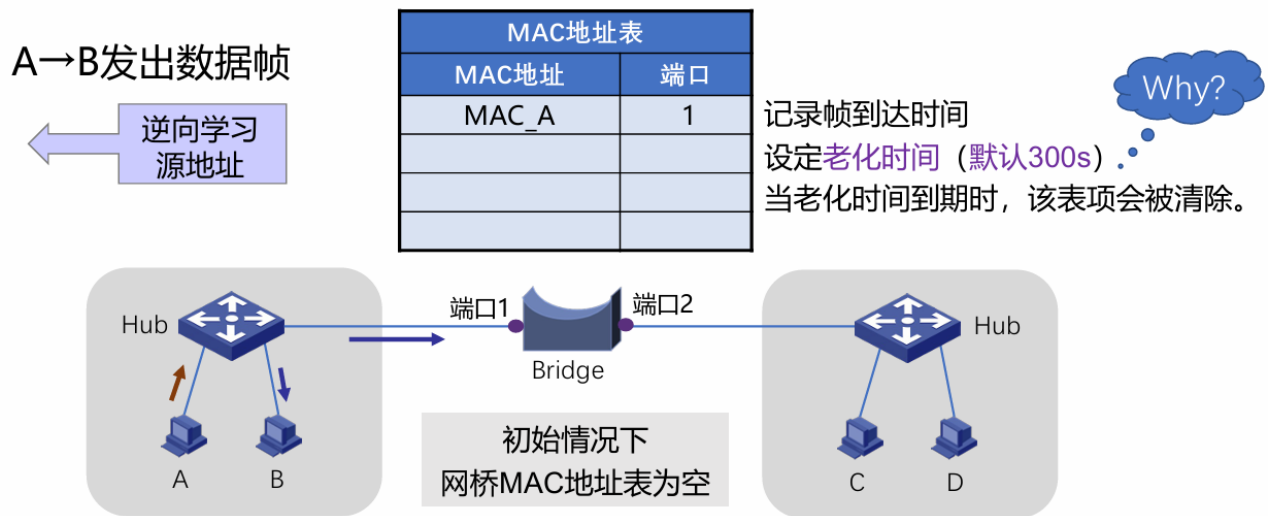 A→B发出数据帧
逆向学习
源地址
MAC地址表
MAC地址 端口
MAC_A 1
Why?
记录帧到达时间
设定老化时间（默认300s）
当老化时间到期时，该表项会被清除。
Hub
端口1
端口2
Hub
Bridge
A
B
初始情况下
网桥MAC地址表为空
C
D